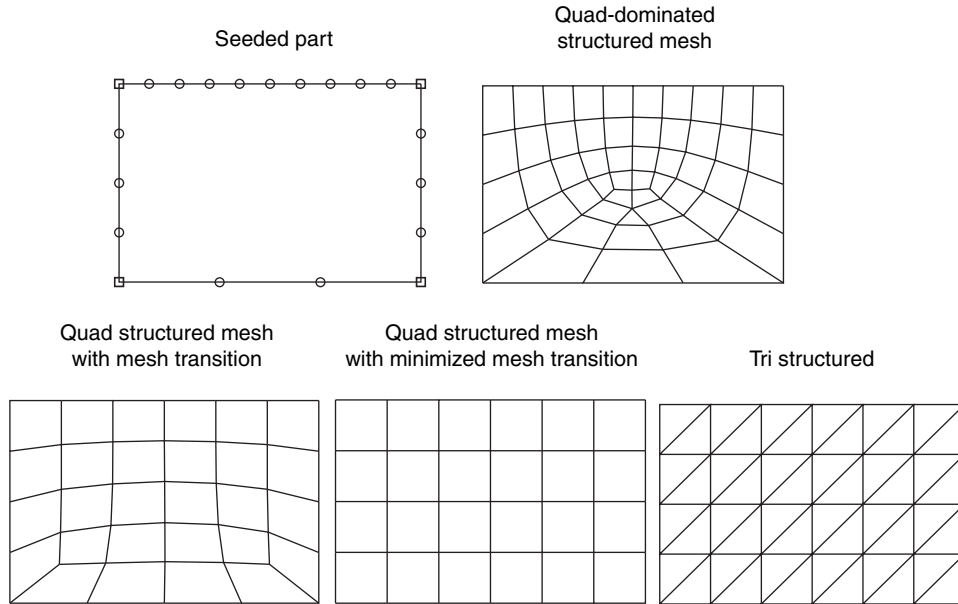 Seeded part
Quad-dominated
structured mesh
Quad structured mesh
with mesh transition
Quad structured mesh
with minimized mesh transition
Tri structured